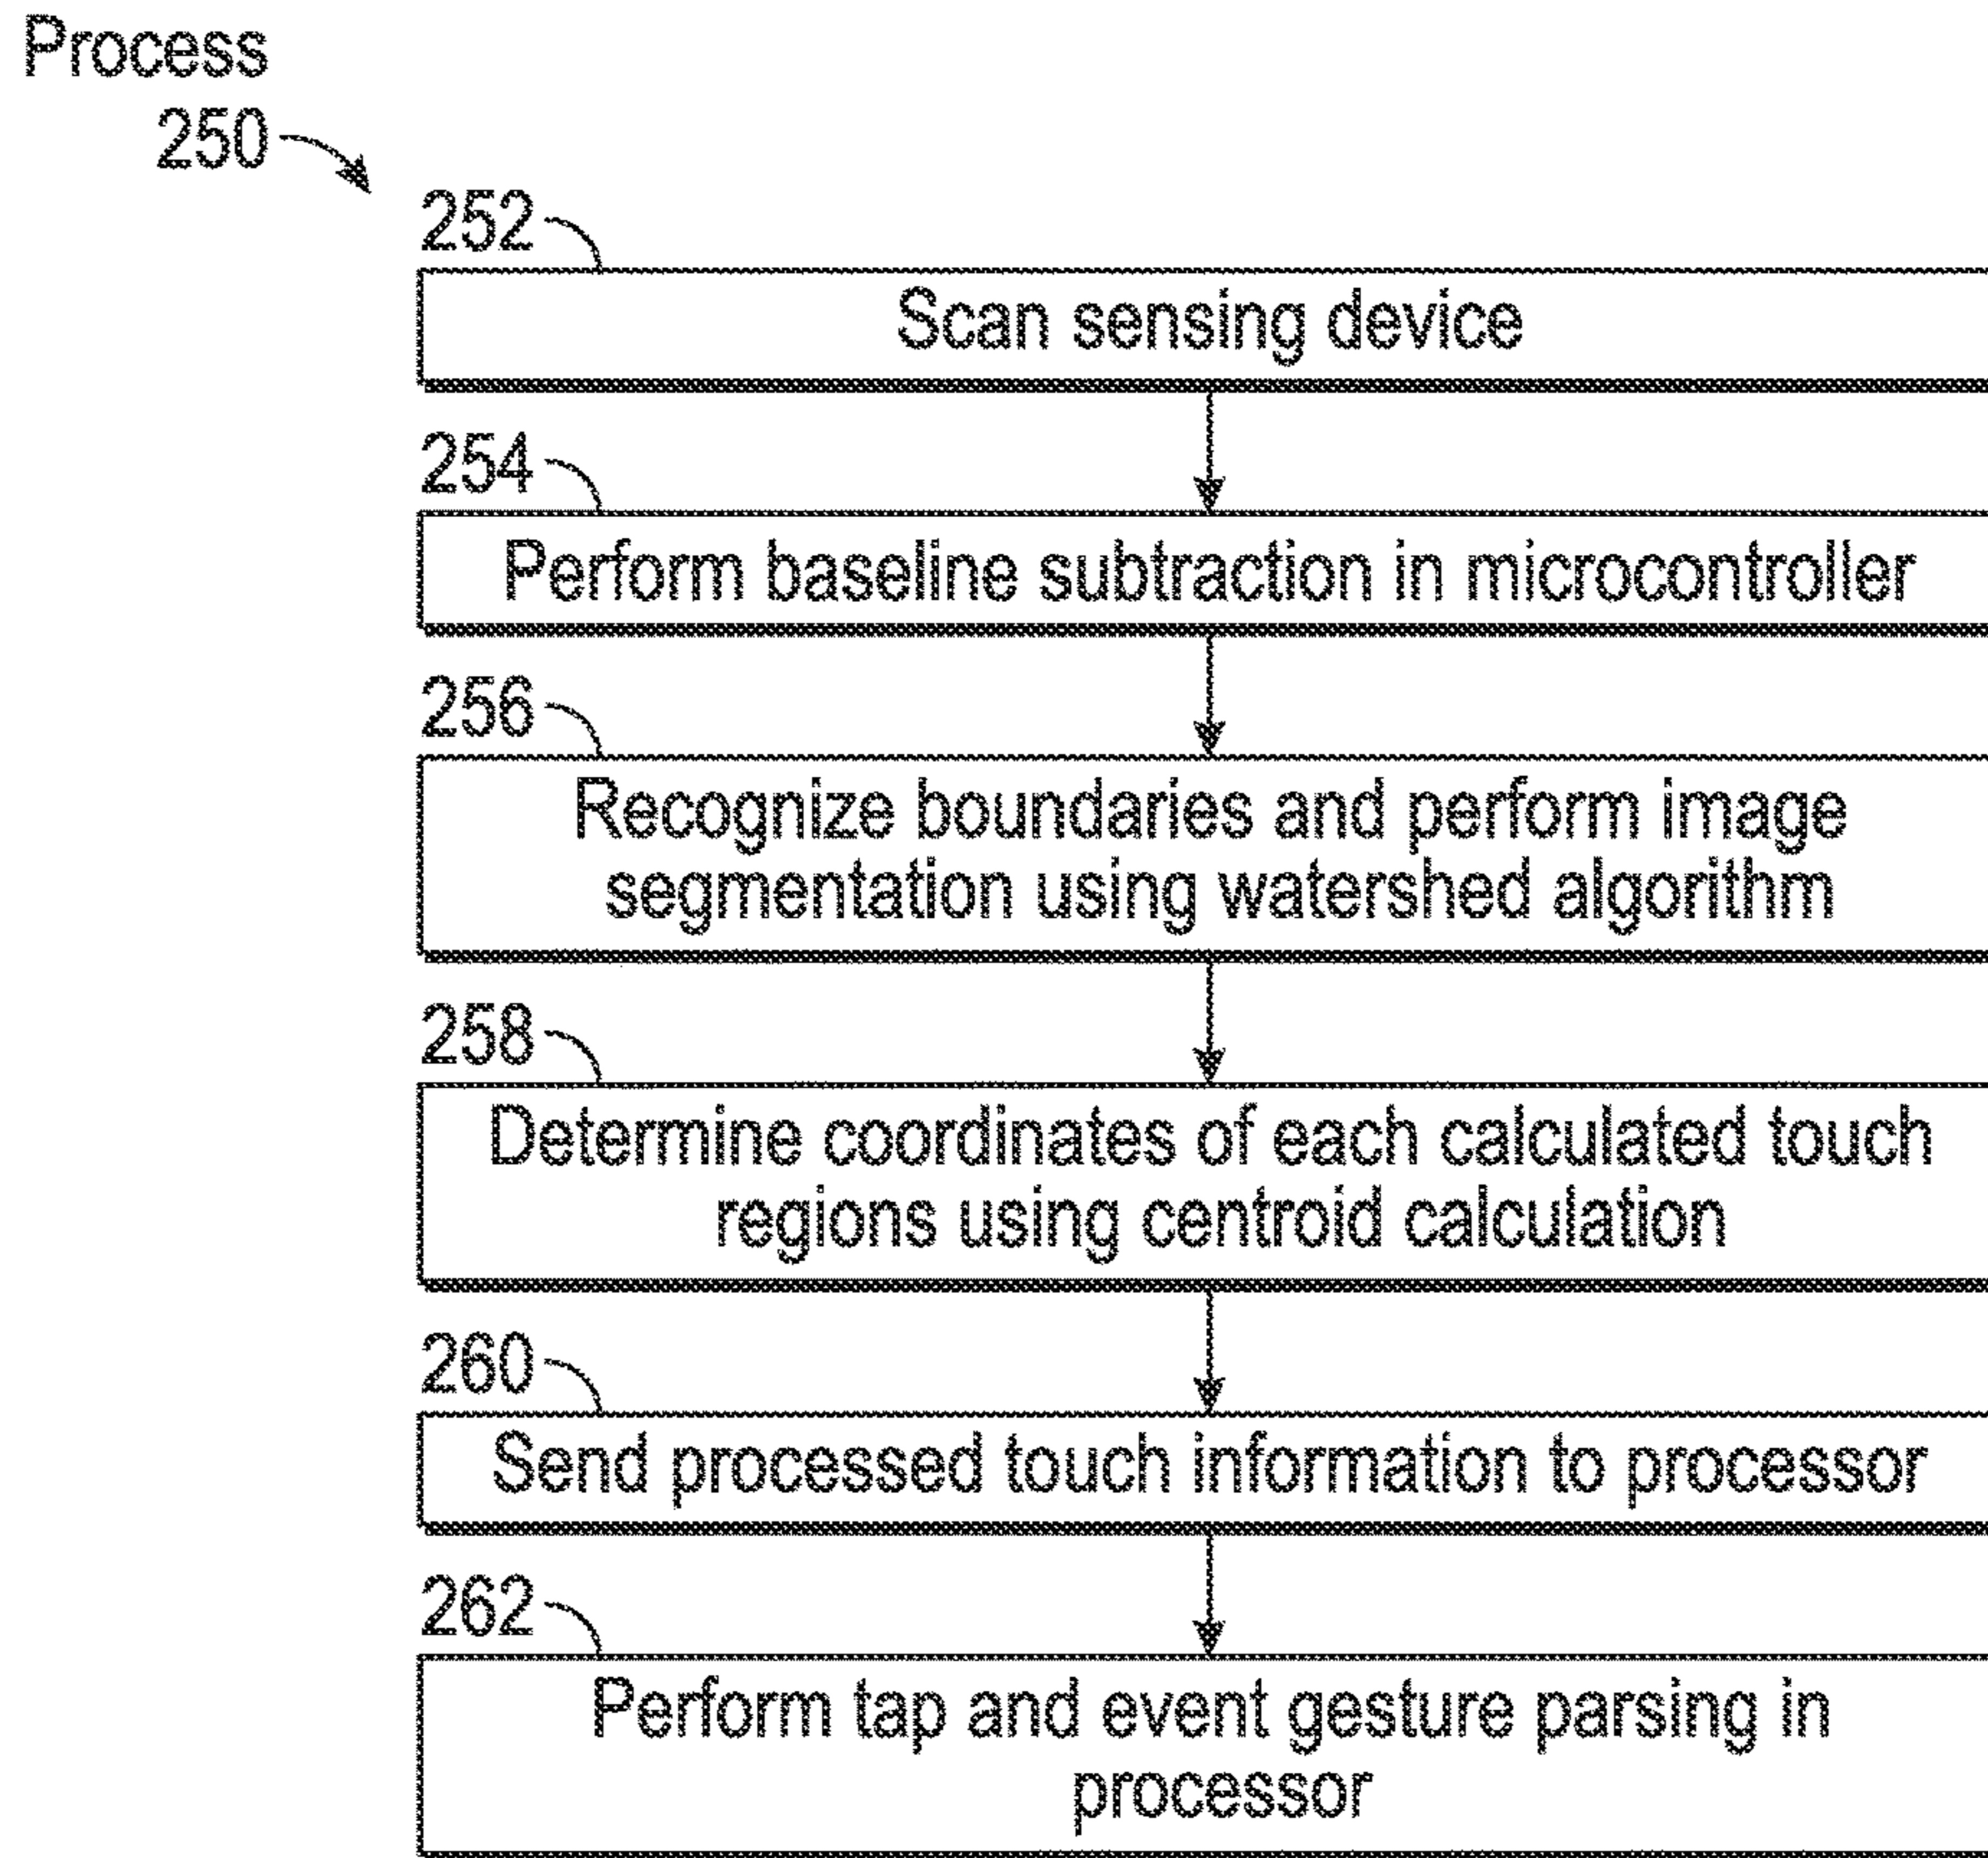 Process
250
252
Scan sensing device
254
Perform baseline subtraction in microcontroller
256
Recognize boundaries and perform image
segmentation using watershed algorithm
258
Determine coordinates of each calculated touch
regions using centroid calculation
260
Send processed touch information to processor
262
Perform tap and event gesture parsing in
processor